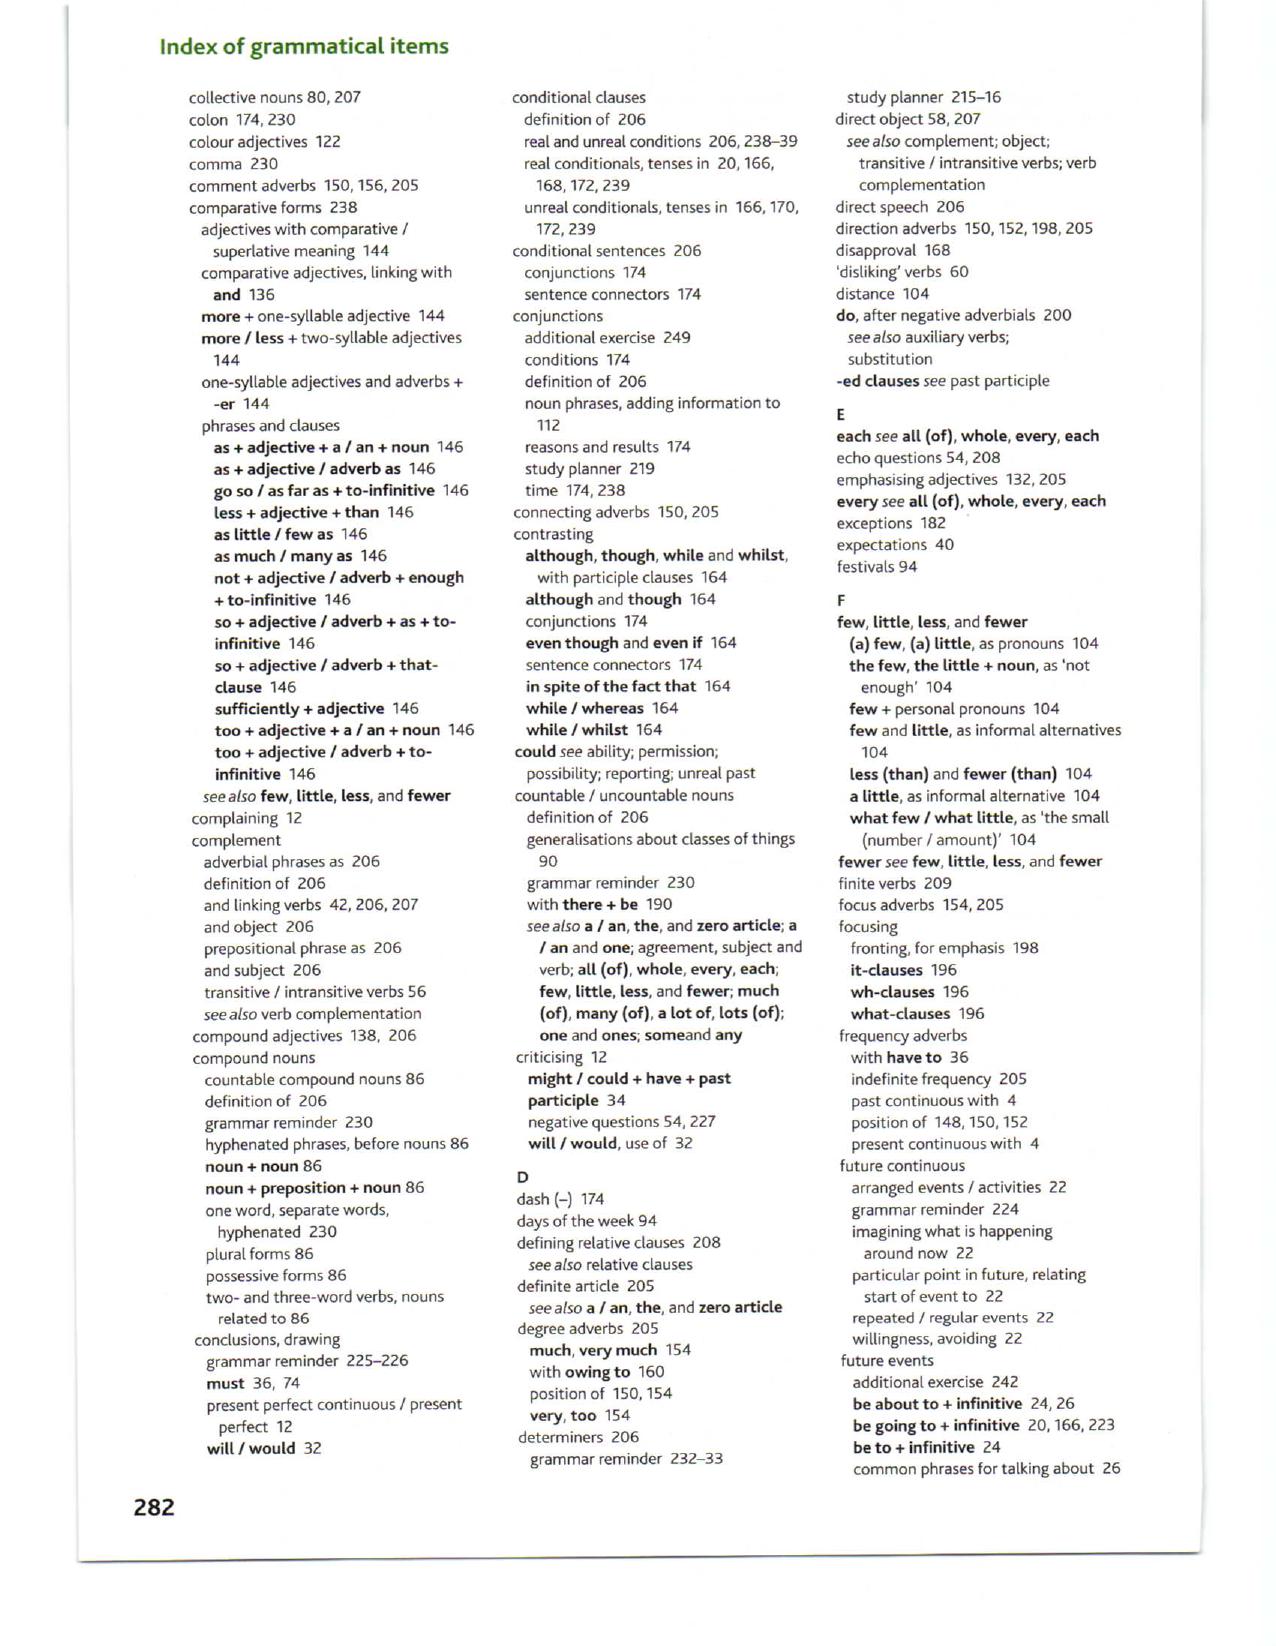 Index of grammatical items
collective nouns 80, 207
colon 174, 230
colour adjectives 122
comma 230
comment adverbs 150, 156, 205
comparative forms 238
adjectives with comparative /
superlative meaning 144
comparative adjectives, linking with
and 136
more + one-syllable adjective 144
more / less + two-syllable adjectives
144
one-syllable adjectives and adverbs +
-er 144
phrases and clauses
as + adjective + a / an + noun 146
as + adjective / adverb as 146
go so / as far as + to-infinitive 146
less + adjective + than 146
as little / few as 146
as much / many as 146
not + adjective / adverb + enough
+ to-infinitive 146
so + adjective / adverb + as + to-
infinitive 146
so + adjective / adverb + that-
clause 146
sufficiently + adjective 146
too + adjective + a / an + noun 146
too + adjective / adverb + to-
infinitive 146
see also few, little, less, and fewer
complaining 12
complement
adverbial phrases as 206
definition of 206
and linking verbs 42, 206, 207
and object 206
prepositional phrase as 206
and subject 206
transitive / intransitive verbs 56
see also verb complementation
compound adjectives 138, 206
compound nouns
countable compound nouns 86
definition of 206
grammar reminder 230
hyphenated phrases, before nouns 86
noun + noun 86
noun + preposition + noun 86
one word, separate words,
hyphenated 230
plural forms 86
possessive forms 86
two- and three-word verbs, nouns
related to 86
conclusions, drawing
grammar reminder 225–226
must 36, 74
present perfect continuous / present
perfect 12
will / would 32
conditional clauses
definition of 206
real and unreal conditions 206, 238–39
real conditionals, tenses in 20, 166,
168, 172, 239
unreal conditionals, tenses in 166, 170,
172, 239
conditional sentences 206
conjunctions 174
sentence connectors 174
conjunctions
additional exercise 249
conditions 174
definition of 206
noun phrases, adding information to
112
reasons and results 174
study planner 219
time 174, 238
connecting adverbs 150, 205
contrasting
although, though, while and whilst,
with participle clauses 164
although and though 164
conjunctions 174
even though and even if 164
sentence connectors 174
in spite of the fact that 164
while / whereas 164
while / whilst 164
could see ability; permission;
possibility; reporting; unreal past
countable / uncountable nouns
definition of 206
generalisations about classes of things
90
grammar reminder 230
with there + be 190
see also a / an, the, and zero article; a
/ an and one; agreement, subject and
verb; all (of), whole, every, each;
few, little, less, and fewer; much
(of), many (of), a lot of, lots (of);
one and ones; someand any
criticising 12
might / could + have + past
participle 34
negative questions 54, 227
will / would, use of 32
D
dash (–) 174
days of the week 94
defining relative clauses 208
see also relative clauses
definite article 205
see also a / an, the, and zero article
degree adverbs 205
much, very much 154
with owing to 160
position of 150, 154
very, too 154
determiners 206
grammar reminder 232–33
study planner 215–16
direct object 58, 207
see also complement; object;
transitive / intransitive verbs; verb
complementation
direct speech 206
direction adverbs 150, 152, 198, 205
disapproval 168
'disliking' verbs 60
distance 104
do, after negative adverbials 200
see also auxiliary verbs;
substitution
-ed clauses see past participle
E
each see all (of), whole, every, each
echo questions 54, 208
emphasising adjectives 132, 205
every see all (of), whole, every, each
exceptions 182
expectations 40
festivals 94
F
few, little, less, and fewer
(a) few, (a) little, as pronouns 104
the few, the little + noun, as 'not
enough' 104
few + personal pronouns 104
few and little, as informal alternatives
104
less (than) and fewer (than) 104
a little, as informal alternative 104
what few / what little, as 'the small
(number / amount)' 104
fewer see few, little, less, and fewer
finite verbs 209
focus adverbs 154, 205
focusing
fronting, for emphasis 198
it-clauses 196
wh-clauses 196
what-clauses 196
frequency adverbs
with have to 36
indefinite frequency 205
past continuous with 4
position of 148, 150, 152
present continuous with 4
future continuous
arranged events / activities 22
grammar reminder 224
imagining what is happening
around now 22
particular point in future, relating
start of event to 22
repeated / regular events 22
willingness, avoiding 22
future events
additional exercise 242
be about to + infinitive 24, 26
be going to + infinitive 20, 166, 223
be to + infinitive 24
common phrases for talking about 26
282